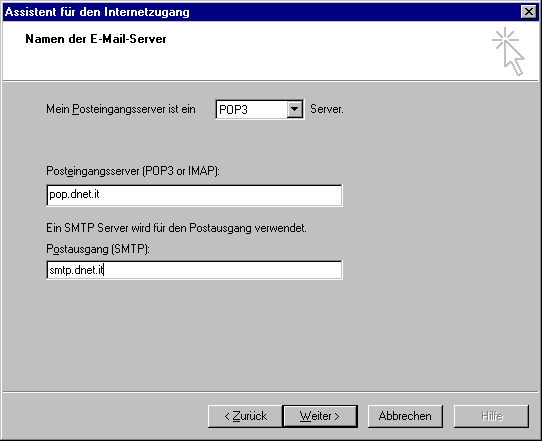 Assistent für den Internetzugang
Namen der E-Mail-Server
Mein Posteingangsserver ist ein POP3 Server.
Posteingangsserver (POP3 or IMAP):
pop.dnet.it
Ein SMTP Server wird für den Postausgang verwendet.
Postausgang (SMTP):
smtp.dnet.it
< Zurück Weiter > Abbrechen Hilfe